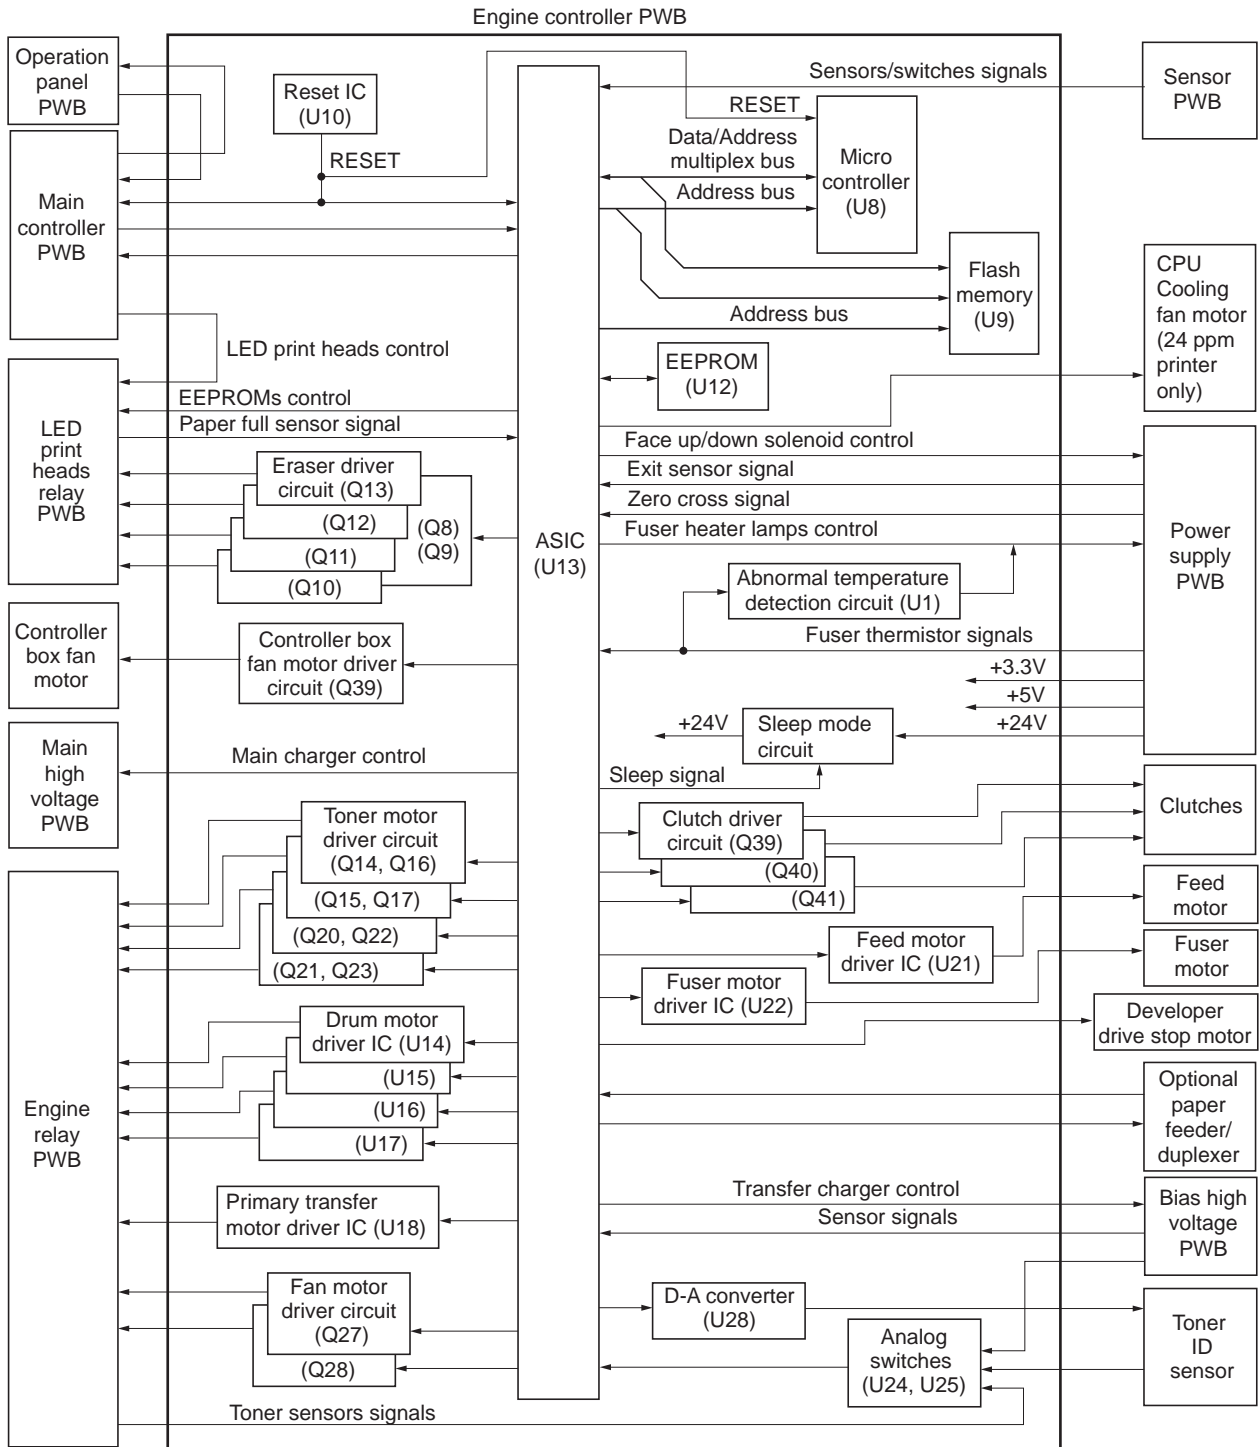 Engine controller PWB
Operation
panel
PWB
Main
controller
PWB
LED
print
heads
relay
PWB
Controller
box fan
motor
Main
high
voltage
PWB
Engine
relay
PWB
Reset IC
(U10)
RESET
LED print heads control
EEPROMs control
Paper full sensor signal
Eraser driver
circuit (Q13)
(Q12)
(Q11)
(Q10)
(Q8)
(Q9)
Controller box
fan motor driver
circuit (Q39)
Main charger control
Toner motor
driver circuit
(Q14, Q16)
(Q15, Q17)
(Q20, Q22)
(Q21, Q23)
Drum motor
driver IC (U14)
(U15)
(U16)
(U17)
Primary transfer
motor driver IC (U18)
Fan motor
driver circuit
(Q27)
(Q28)
Toner sensors signals
ASIC
(U13)
Sensors/switches signals
RESET
Data/Address
multiplex bus
Address bus
Micro
controller
(U8)
Flash
memory
(U9)
Address bus
EEPROM
(U12)
Face up/down solenoid control
Exit sensor signal
Zero cross signal
Fuser heater lamps control
Abnormal temperature
detection circuit (U1)
Fuser thermistor signals
+3.3V
+5V
+24V
+24V
Sleep mode
circuit
Sleep signal
Clutch driver
circuit (Q39)
(Q40)
(Q41)
Feed motor
driver IC (U21)
Fuser motor
driver IC (U22)
Transfer charger control
Sensor signals
D-A converter
(U28)
Analog
switches
(U24, U25)
Sensor
PWB
CPU
Cooling
fan motor
(24 ppm
printer
only)
Power
supply
PWB
Clutches
Feed
motor
Fuser
motor
Developer
drive stop motor
Optional
paper
feeder/
duplexer
Bias high
voltage
PWB
Toner
ID
sensor